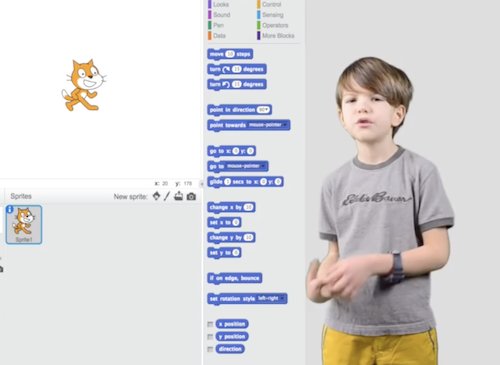 Looks
Control
Sound
Sensing
Pen
Operators
Data
More Blocks
move 10 steps
turn 15 degrees
turn 15 degrees
point in direction 90
point towards mouse-pointer
go to x: 0 y: 0
go to mouse-pointer
glide 1 secs to x: 0 y: 0
x: 20 y: 178
Sprites
New sprite:
Sprite1
change x by 10
set x to 0
change y by 10
set y to 0
if on edge, bounce
set rotation style left-right
x position
y position
direction
Eddie Bauer